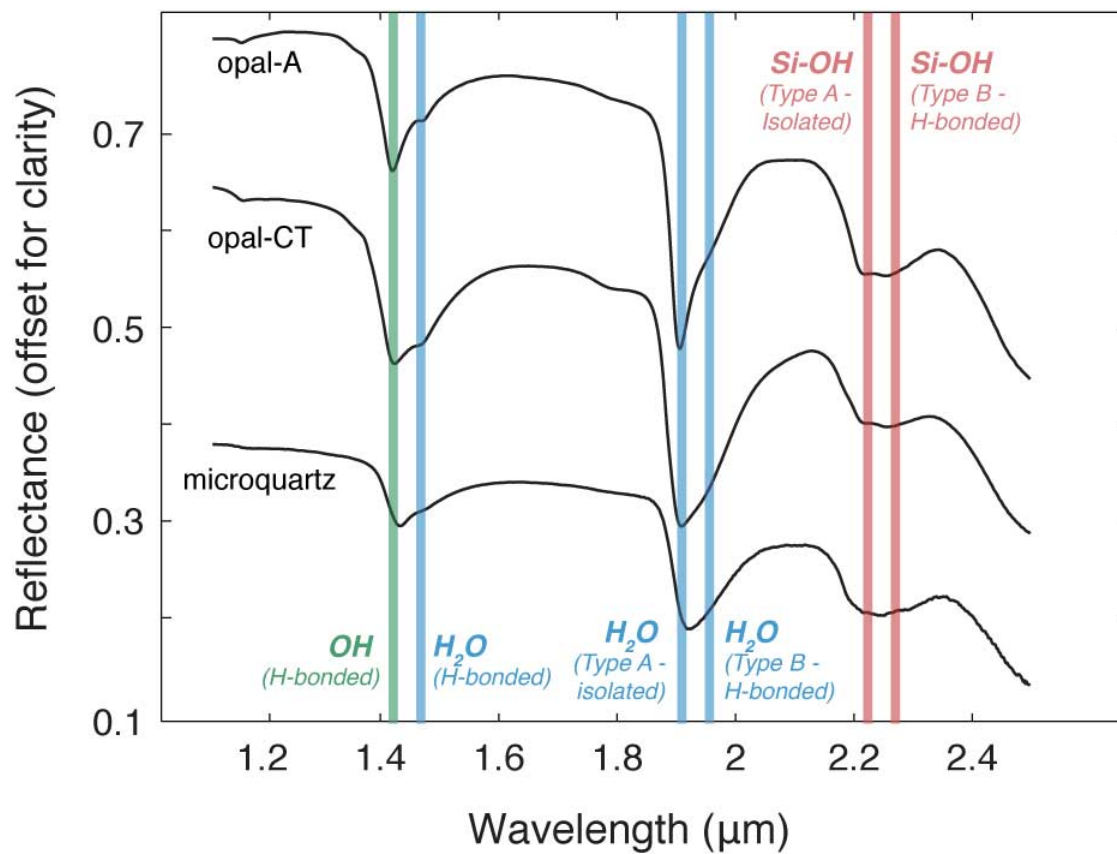 opal-A
opal-CT
microquartz
Si-OH
(Type A -
Isolated)
Si-OH
(Type B -
H-bonded)
OH
(H-bonded)
H₂O
(H-bonded)
H₂O
(Type A -
isolated)
H₂O
(Type B -
H-bonded)
Reflectance (offset for clarity)
0.7
0.5
0.3
0.1
1.2 1.4 1.6 1.8 2 2.2 2.4
Wavelength (μm)